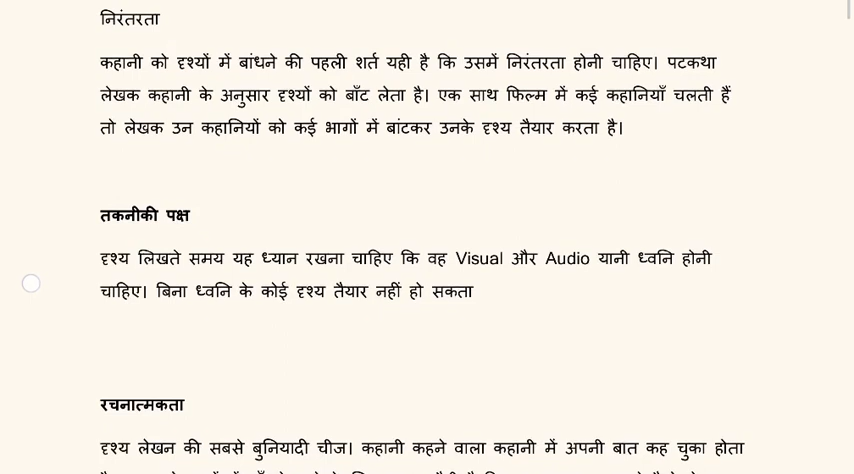 निरंतरता
कहानी को दृश्यों में बांधने की पहली शर्त यही है कि उसमें निरंतरता होनी चाहिए। पटकथा
लेखक कहानी के अनुसार दृश्यों को बाँट लेता है। एक साथ फिल्म में कई कहानियाँ चलती हैं
तो लेखक उन कहानियों को कई भागों में बांटकर उनके दृश्य तैयार करता है।
तकनीकी पक्ष
दृश्य लिखते समय यह ध्यान रखना चाहिए कि वह Visual और Audio यानी ध्वनि होनी
चाहिए। बिना ध्वनि के कोई दृश्य तैयार नहीं हो सकता
रचनात्मकता
दृश्य लेखन की सबसे बुनियादी चीज। कहानी कहने वाला कहानी में अपनी बात कह चुका होता